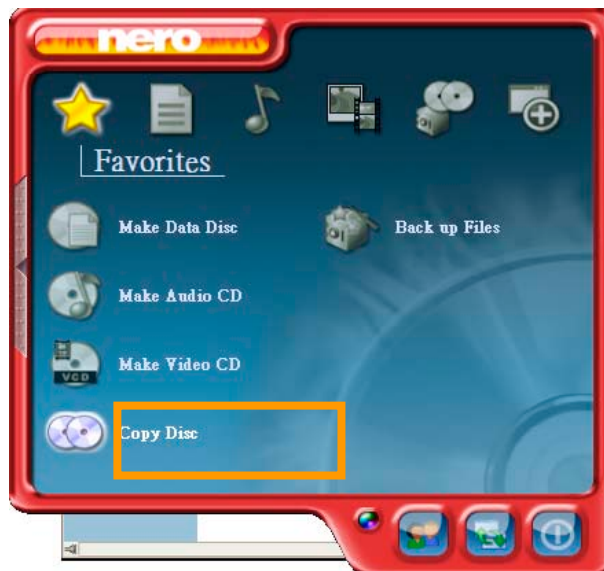 nero
Favorites
Make Data Disc
Back up Files
Make Audio CD
VCD
Make Video CD
Copy Disc